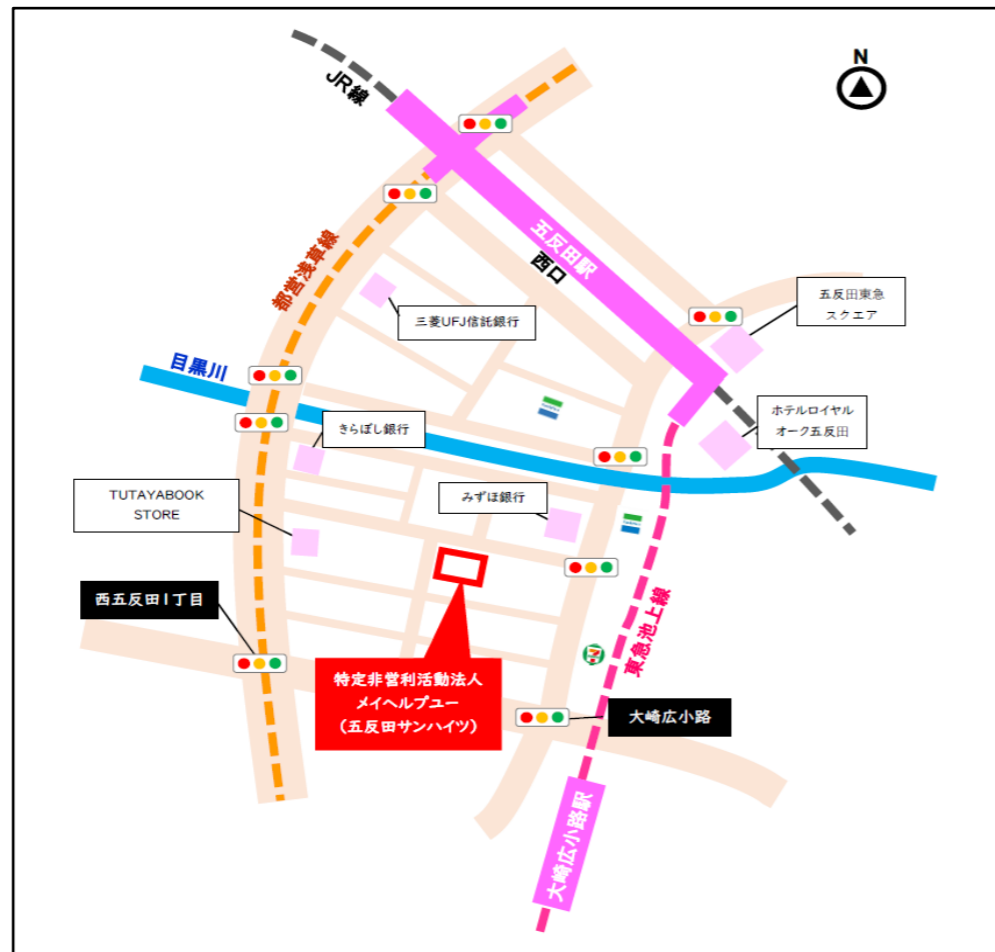 N
JR線
都営浅草線
五反田駅
西口
五反田東急
スクエア
三菱UFJ信託銀行
目黒川
ホテルロイヤル
オーク五反田
きらぼし銀行
TUTAYABOOK
STORE
みずほ銀行
西五反田1丁目
東急池上線
特定非営利活動法人
メイヘルプユー
(五反田サンハイツ)
大崎広小路
大崎広小路駅